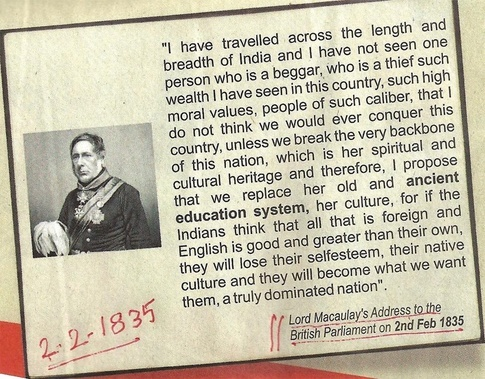 "I have travelled across the length and
breadth of India and I have not seen one
person who is a beggar, who is a thief such
wealth I have seen in this country, such high
moral values, people of such caliber, that I
do not think we would ever conquer this
country, unless we break the very backbone
of this nation, which is her spiritual and
cultural heritage and therefore, I propose
that we replace her old and ancient
education system, her culture, for if the
Indians think that all that is foreign and
English is good and greater than their own,
they will lose their selfesteem, their native
culture and they will become what we want
them, a truly dominated nation".
Lord Macaulay's Address to the
British Parliament on 2nd Feb 1835
2-2-1835